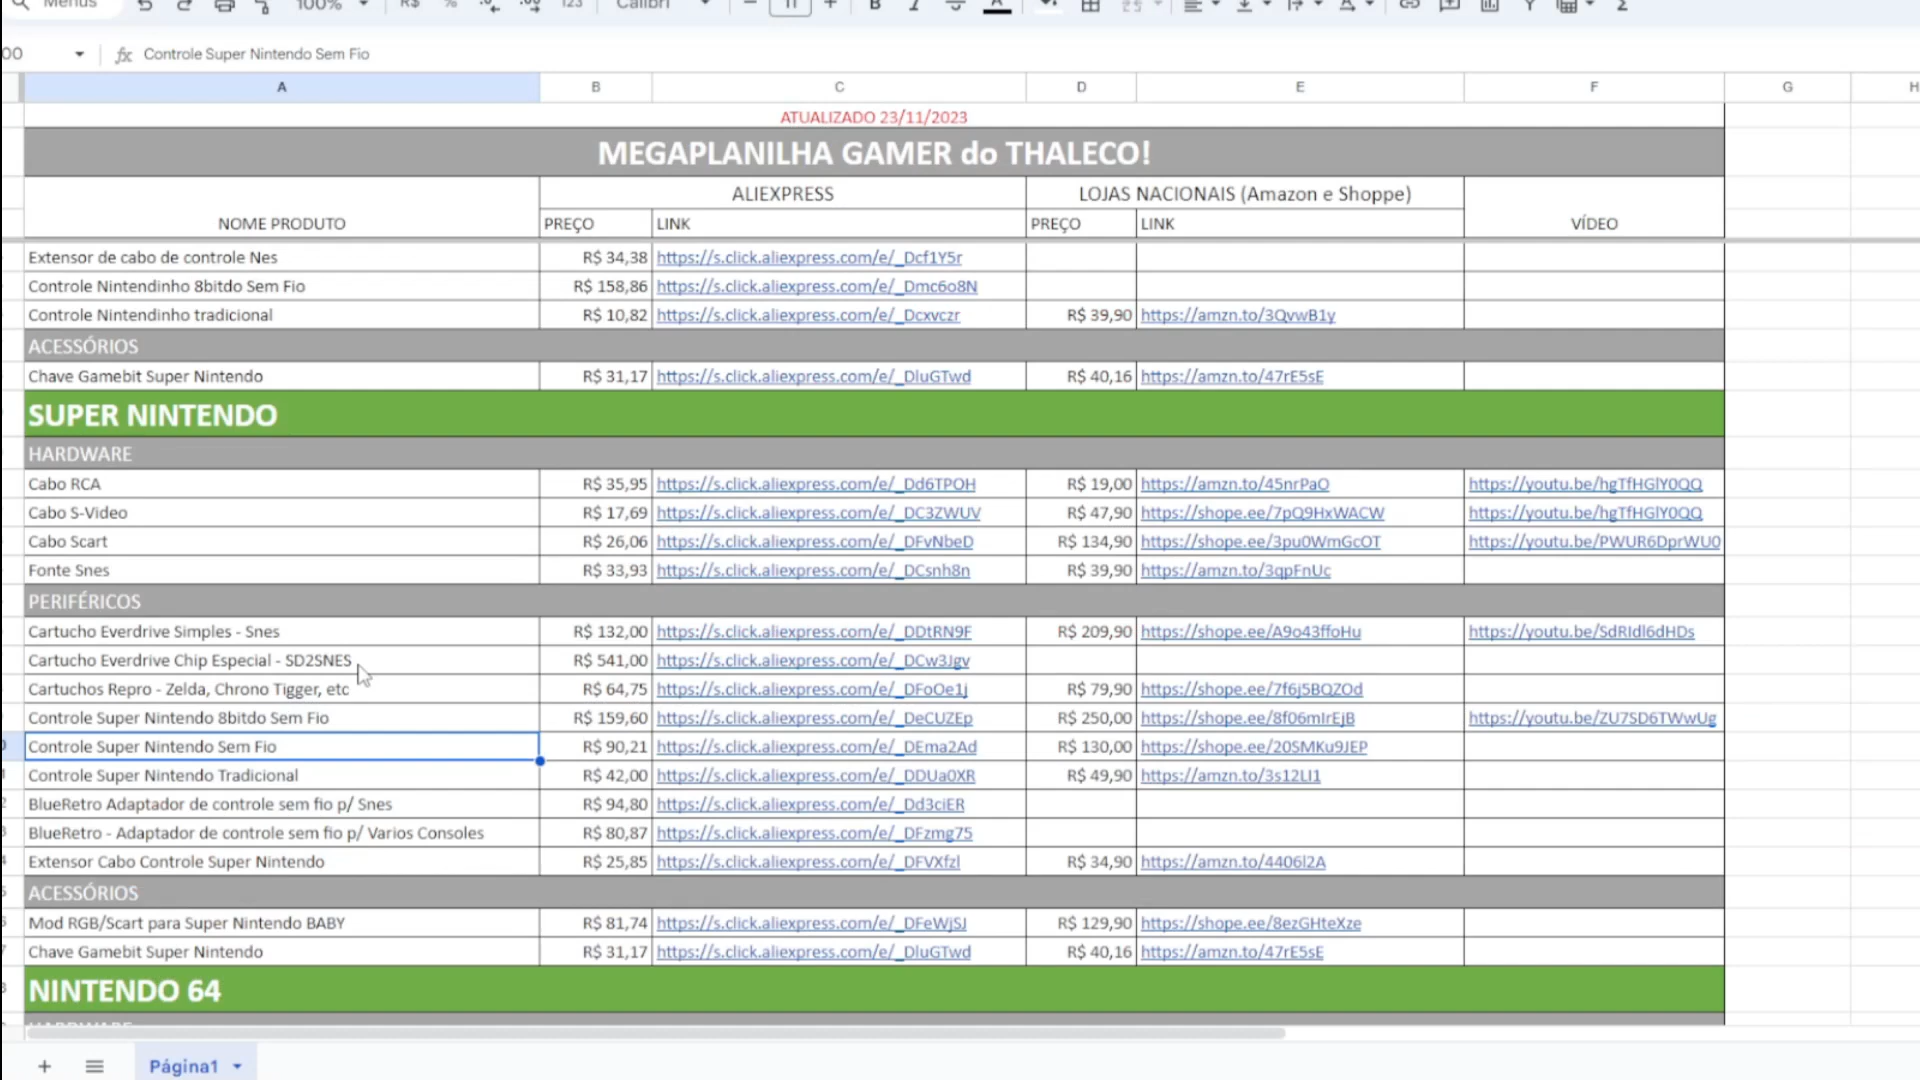 Menus 100% R$ % 123 Calibri 11 B I A Σ
00 fx Controle Super Nintendo Sem Fio
A B C D E F G H
ATUALIZADO 23/11/2023
MEGAPLANILHA GAMER do THALECO!
ALIEXPRESS LOJAS NACIONAIS (Amazon e Shoppe)
NOME PRODUTO PREÇO LINK PREÇO LINK VÍDEO
Extensor de cabo de controle Nes R$ 34,38 https://s.click.aliexpress.com/e/_Dcf1Y5r
Controle Nintendinho 8bitdo Sem Fio R$ 158,86 https://s.click.aliexpress.com/e/_Dmc6o8N
Controle Nintendinho tradicional R$ 10,82 https://s.click.aliexpress.com/e/_Dcxvczr R$ 39,90 https://amzn.to/3QvwB1y
ACESSÓRIOS
Chave Gamebit Super Nintendo R$ 31,17 https://s.click.aliexpress.com/e/_DluGTwd R$ 40,16 https://amzn.to/47rE5sE
SUPER NINTENDO
HARDWARE
Cabo RCA R$ 35,95 https://s.click.aliexpress.com/e/_Dd6TPOH R$ 19,00 https://amzn.to/45nrPaO https://youtu.be/hgTfHGlY0QQ
Cabo S-Video R$ 17,69 https://s.click.aliexpress.com/e/_DC3ZWUV R$ 47,90 https://shope.ee/7pQ9HxWACW https://youtu.be/hgTfHGlY0QQ
Cabo Scart R$ 26,06 https://s.click.aliexpress.com/e/_DFvNbeD R$ 134,90 https://shope.ee/3pu0WmGcOT https://youtu.be/PWUR6DprWU0
Fonte Snes R$ 33,93 https://s.click.aliexpress.com/e/_DCsnh8n R$ 39,90 https://amzn.to/3qpFnUc
PERIFÉRICOS
Cartucho Everdrive Simples - Snes R$ 132,00 https://s.click.aliexpress.com/e/_DDtRN9F R$ 209,90 https://shope.ee/A9o43ffoHu https://youtu.be/SdRIdl6dHDs
Cartucho Everdrive Chip Especial - SD2SNES R$ 541,00 https://s.click.aliexpress.com/e/_DCw3Jgv
Cartuchos Repro - Zelda, Chrono Tigger, etc R$ 64,75 https://s.click.aliexpress.com/e/_DFoOe1j R$ 79,90 https://shope.ee/7f6j5BQZOd
Controle Super Nintendo 8bitdo Sem Fio R$ 159,60 https://s.click.aliexpress.com/e/_DeCUZEp R$ 250,00 https://shope.ee/8f06mIrEjB https://youtu.be/ZU7SD6TWwUg
Controle Super Nintendo Sem Fio R$ 90,21 https://s.click.aliexpress.com/e/_DEma2Ad R$ 130,00 https://shope.ee/20SMKu9JEP
Controle Super Nintendo Tradicional R$ 42,00 https://s.click.aliexpress.com/e/_DDUa0XR R$ 49,90 https://amzn.to/3s12LI1
BlueRetro Adaptador de controle sem fio p/ Snes R$ 94,80 https://s.click.aliexpress.com/e/_Dd3ciER
BlueRetro - Adaptador de controle sem fio p/ Varios Consoles R$ 80,87 https://s.click.aliexpress.com/e/_DFzmg75
Extensor Cabo Controle Super Nintendo R$ 25,85 https://s.click.aliexpress.com/e/_DFVXfzl R$ 34,90 https://amzn.to/4406l2A
ACESSÓRIOS
Mod RGB/Scart para Super Nintendo BABY R$ 81,74 https://s.click.aliexpress.com/e/_DFeWjSJ R$ 129,90 https://shope.ee/8ezGHteXze
Chave Gamebit Super Nintendo R$ 31,17 https://s.click.aliexpress.com/e/_DluGTwd R$ 40,16 https://amzn.to/47rE5sE
NINTENDO 64
HARDWARE
Página1